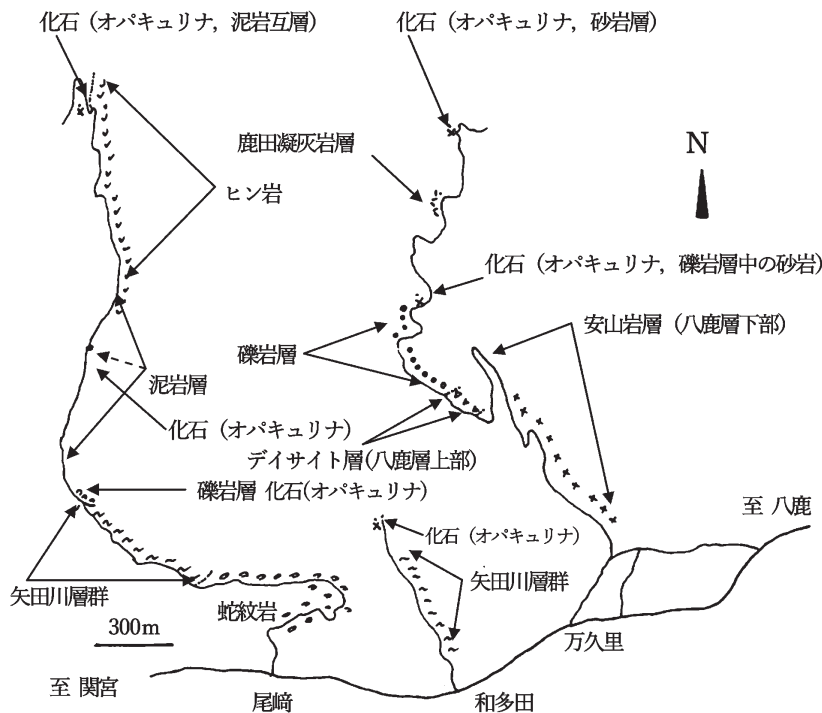 化石（オパキュリナ，泥岩互層）
化石（オパキュリナ，砂岩層）
鹿田凝灰岩層
N
ヒン岩
化石（オパキュリナ，礫岩層中の砂岩）
安山岩層（八鹿層下部）
礫岩層
泥岩層
化石（オパキュリナ）
デイサイト層(八鹿層上部)
礫岩層 化石(オパキュリナ)
至 八鹿
化石（オパキュリナ）
矢田川層群
矢田川層群
蛇紋岩
300m
万久里
至 関宮
尾﨑
和多田